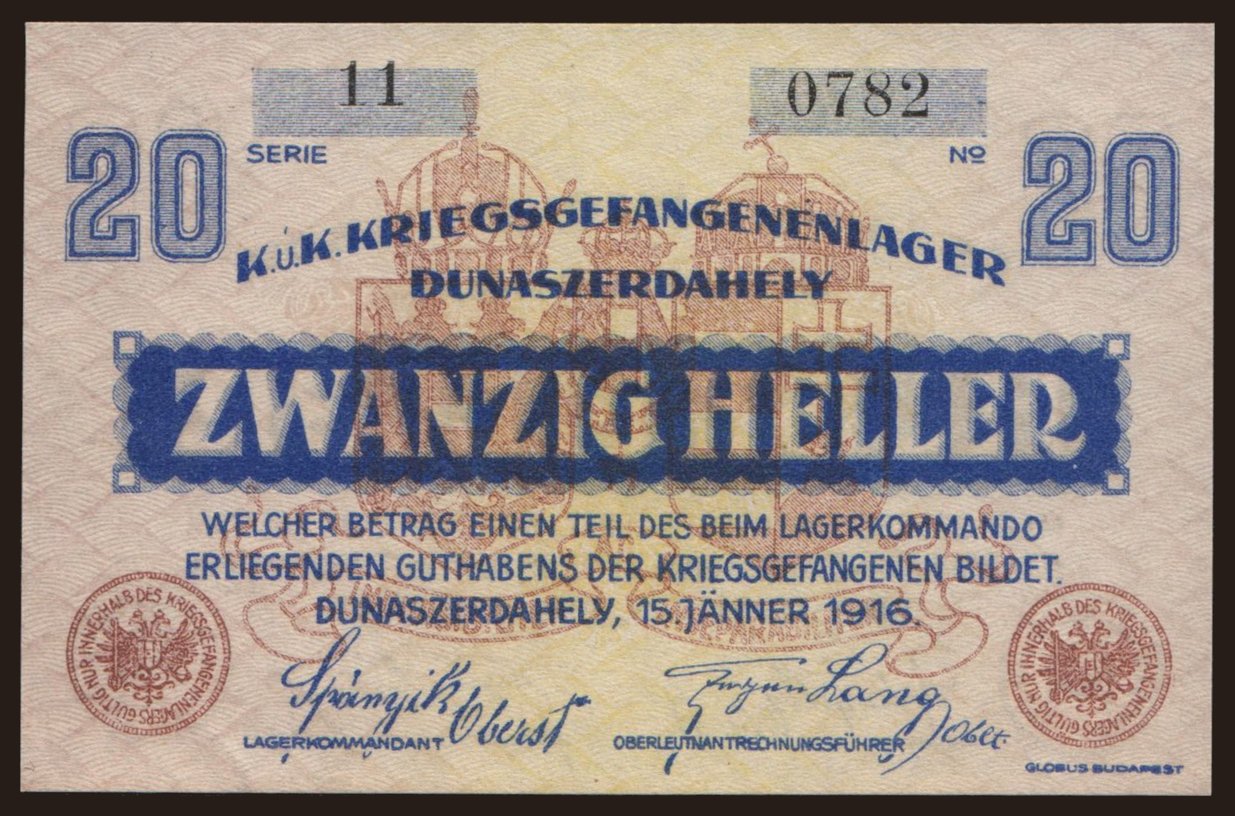 11
0782
SERIE
No
20
20
K.u.K. KRIEGSGEFANGENENLAGER
DUNASZERDAHELY
ZWANZIG HELLER
WELCHER BETRAG EINEN TEIL DES BEIM LAGERKOMMANDO
ERLIEGENDEN GUTHABENS DER KRIEGSGEFANGENEN BILDET.
DUNASZERDAHELY, 15. JÄNNER 1916.
GÜLTIG NUR INNERHALB DES KRIEGSGEFANGENENLAGERS
GÜLTIG NUR INNERHALB DES KRIEGSGEFANGENENLAGERS
Oberst
Lang Oblt.
LAGERKOMMANDANT
OBERLEUTNANTRECHNUNGSFÜHRER
GLOBUS BUDAPEST